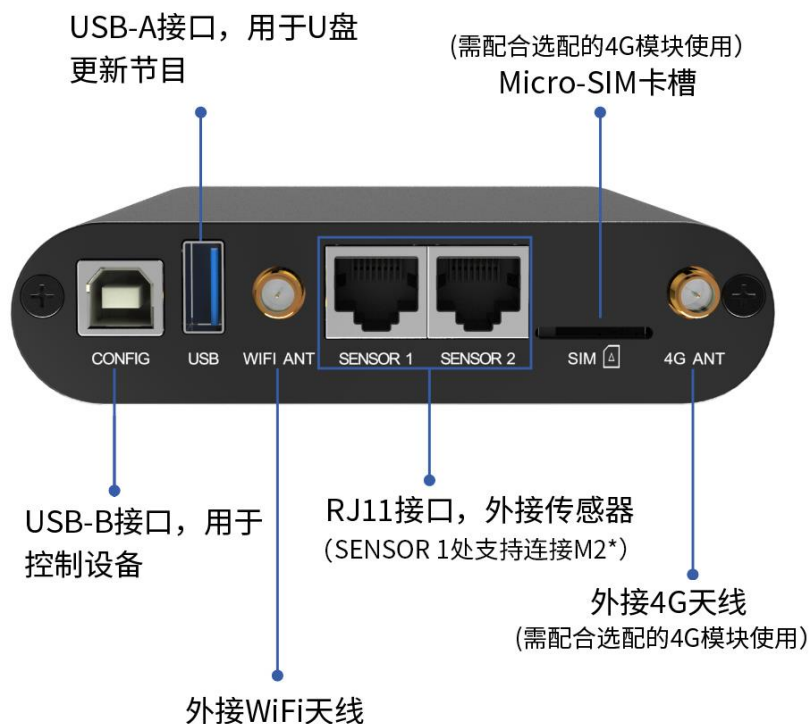 USB-A接口，用于U盘
更新节目
(需配合选配的4G模块使用）
Micro-SIM卡槽
CONFIG
USB
WIFI ANT
SENSOR 1
SENSOR 2
SIM
4G ANT
USB-B接口，用于
控制设备
RJ11接口，外接传感器
（SENSOR 1处支持连接M2*）
外接4G天线
(需配合选配的4G模块使用）
外接WiFi天线